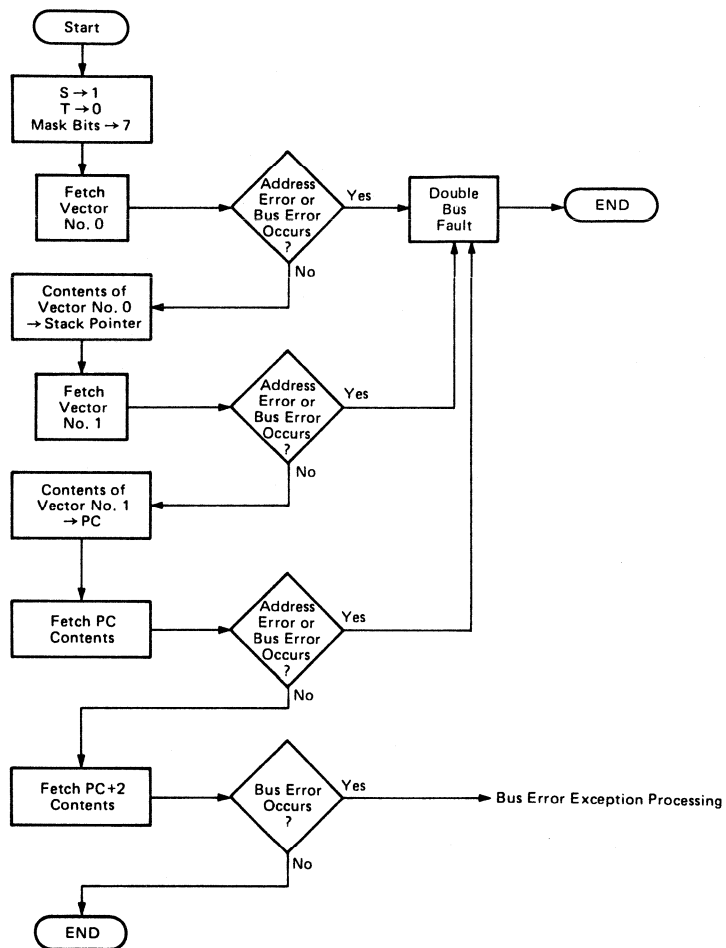 Start
S → 1
T → 0
Mask Bits → 7
Fetch
Vector
No. 0
Address
Error or
Bus Error
Occurs
?
Yes
No
Double
Bus
Fault
END
Contents of
Vector No. 0
→ Stack Pointer
Fetch
Vector
No. 1
Address
Error or
Bus Error
Occurs
?
Yes
No
Contents of
Vector No. 1
→ PC
Fetch PC
Contents
Address
Error or
Bus Error
Occurs
?
Yes
No
Fetch PC+2
Contents
Bus Error
Occurs
?
Yes
No
Bus Error Exception Processing
END